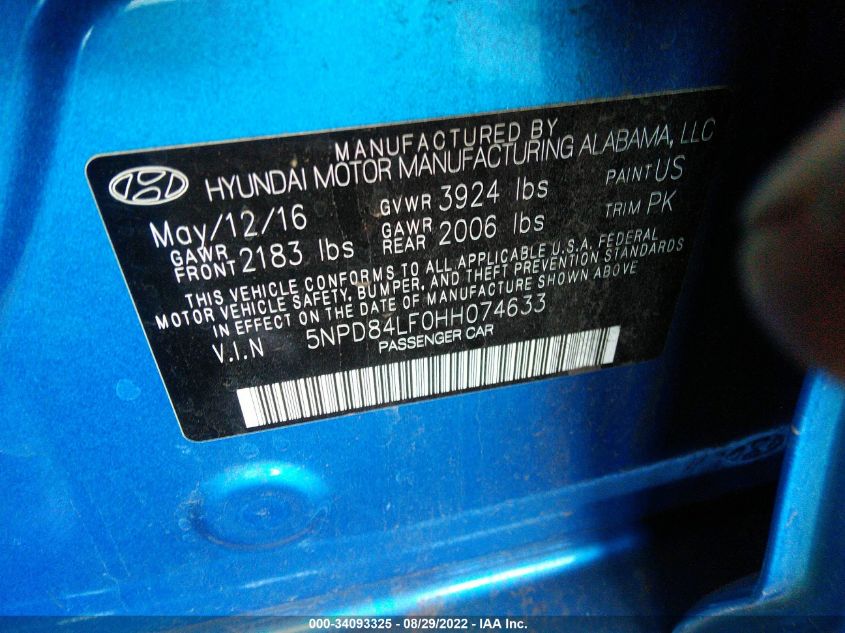 MANUFACTURED BY
HYUNDAI MOTOR MANUFACTURING ALABAMA, LLC
May/12/16 GVWR 3924 lbs PAINT US
GAWR FRONT 2183 lbs GAWR REAR 2006 lbs TRIM PK
THIS VEHICLE CONFORMS TO ALL APPLICABLE U.S.A. FEDERAL
MOTOR VEHICLE SAFETY, BUMPER, AND THEFT PREVENTION STANDARDS
IN EFFECT ON THE DATE OF MANUFACTURE SHOWN ABOVE
V.I.N 5NPD84LF0HH074633
PASSENGER CAR
000-34093325 - 08/29/2022 - IAA Inc.